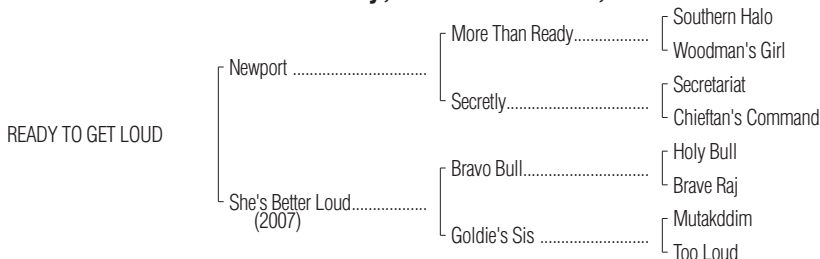 Southern Halo
More Than Ready..................
Woodman's Girl
Newport ................................
Secretariat
Secretly..................................
Chieftan's Command
READY TO GET LOUD
Holy Bull
Bravo Bull..............................
Brave Raj
She's Better Loud..................
(2007)
Mutakddim
Goldie's Sis ..........................
Too Loud